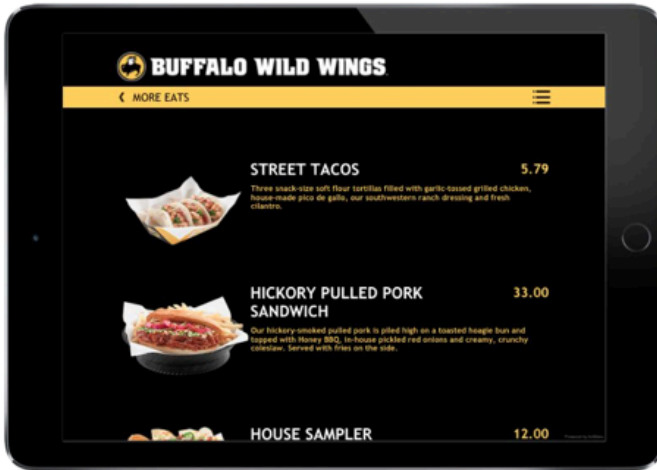 BUFFALO WILD WINGS
❮ MORE EATS
STREET TACOS 5.79
Three snack-size soft flour tortillas filled with garlic-tossed grilled chicken,
house-made pico de gallo, our southwestern ranch dressing and fresh
cilantro.
HICKORY PULLED PORK 33.00
SANDWICH
Our hickory-smoked pulled pork is piled high on a toasted hoagie bun and
topped with Honey BBQ, in-house pickled red onions and creamy, crunchy
coleslaw. Served with fries on the side.
HOUSE SAMPLER 12.00